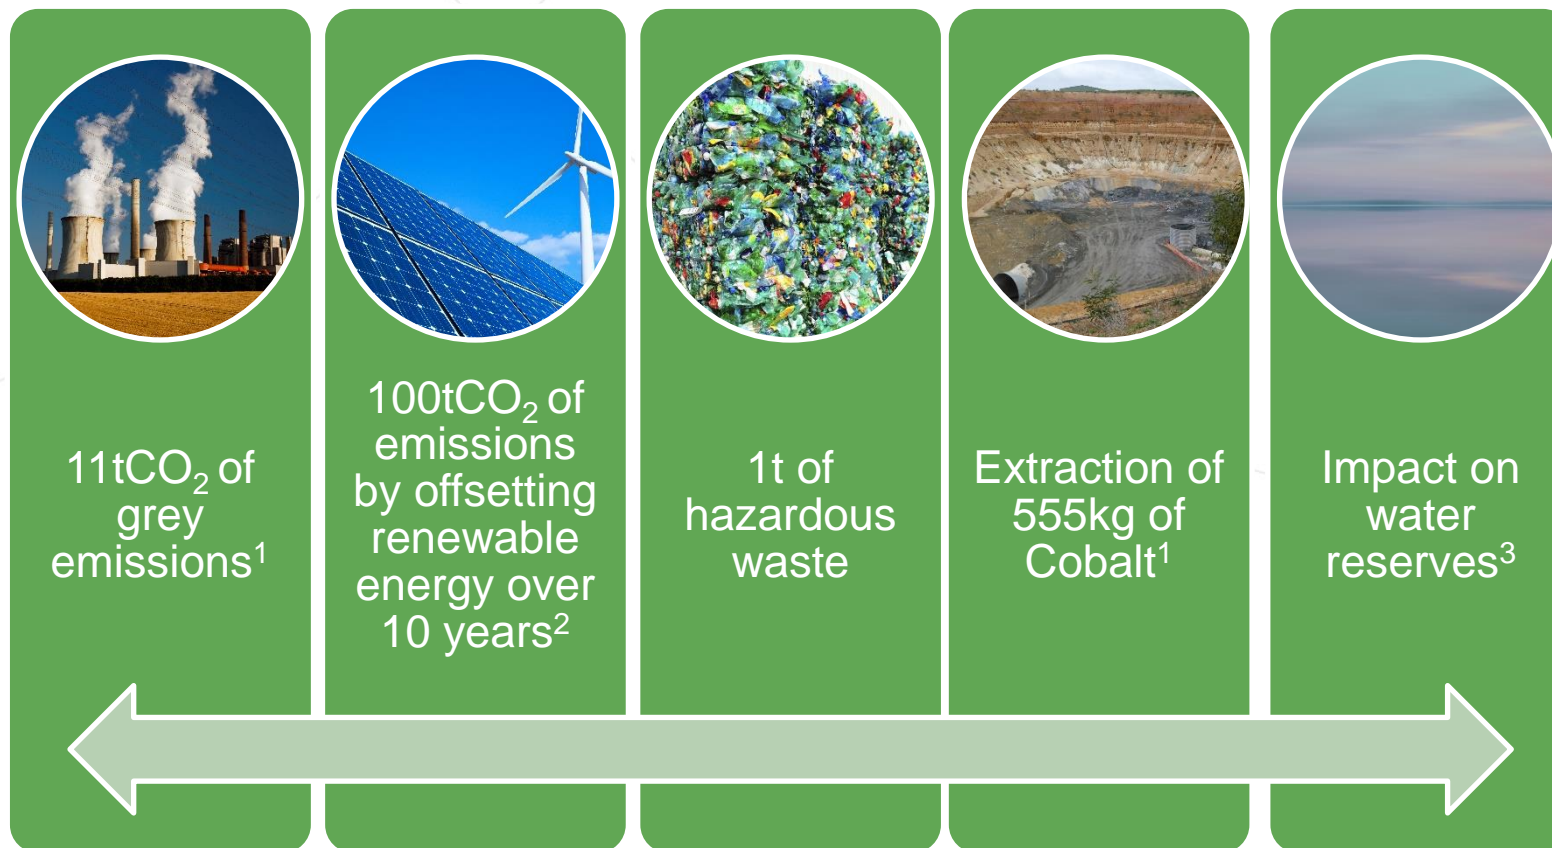 11tCO₂ of
grey
emissions¹
100tCO₂ of
emissions
by offsetting
renewable
energy over
10 years²
1t of
hazardous
waste
Extraction of
555kg of
Cobalt¹
Impact on
water
reserves³